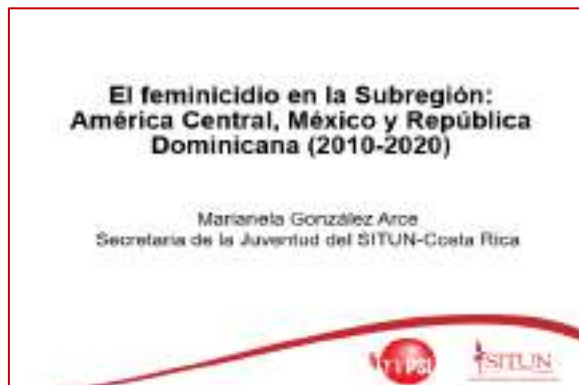 El feminicidio en la Subregión:
América Central, México y República
Dominicana (2010-2020)
Marianela González Arce
Secretaria de la Juventud del SITUN-Costa Rica
PSI
SITUN